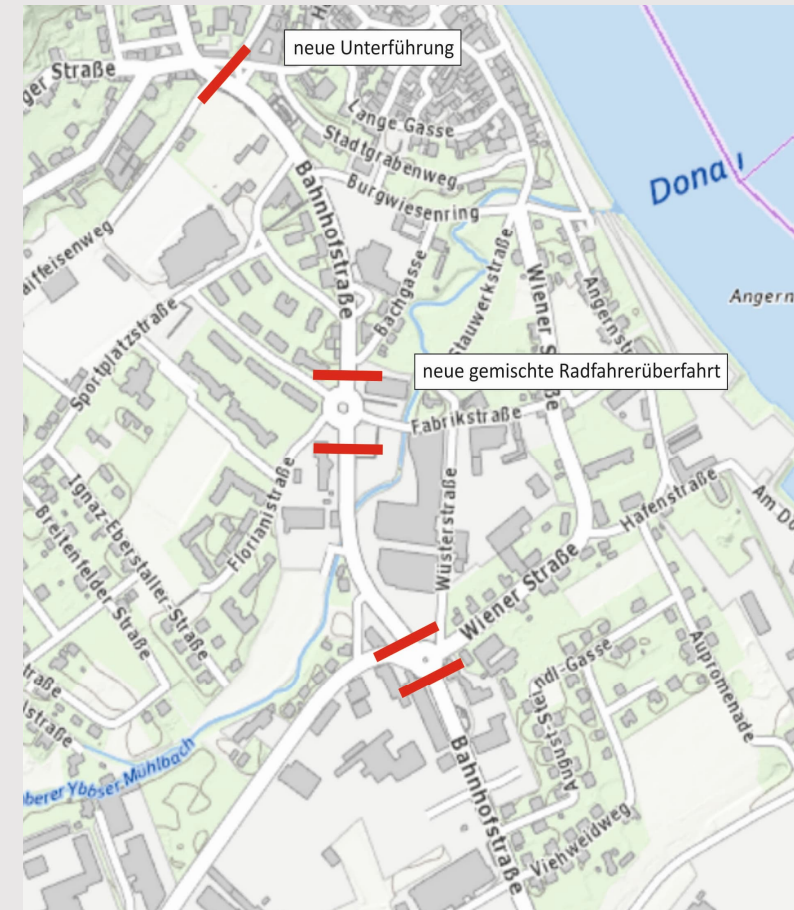 neue Unterführung
ger Straße
Lange Gasse
Stadtgrabenweg
Donau
Burgwiesenring
Bahnhofstraße
aiffeisenweg
Bachgasse
Stauwerkstraße
Wiener Straße
Angernstr
Angern
Sportplatzstraße
neue gemischte Radfahrerüberfahrt
Fabrikstraße
Florianistraße
Ignaz-Eberstaller-Straße
Breitenfelder Straße
Wüsterstraße
Hafenstraße
Am Do
Wiener Straße
Aupromenade
traße
lstraße
August-Steindl-Gasse
berer Ybbser Mühlbach
Bahnhofstraße
Viehweidweg